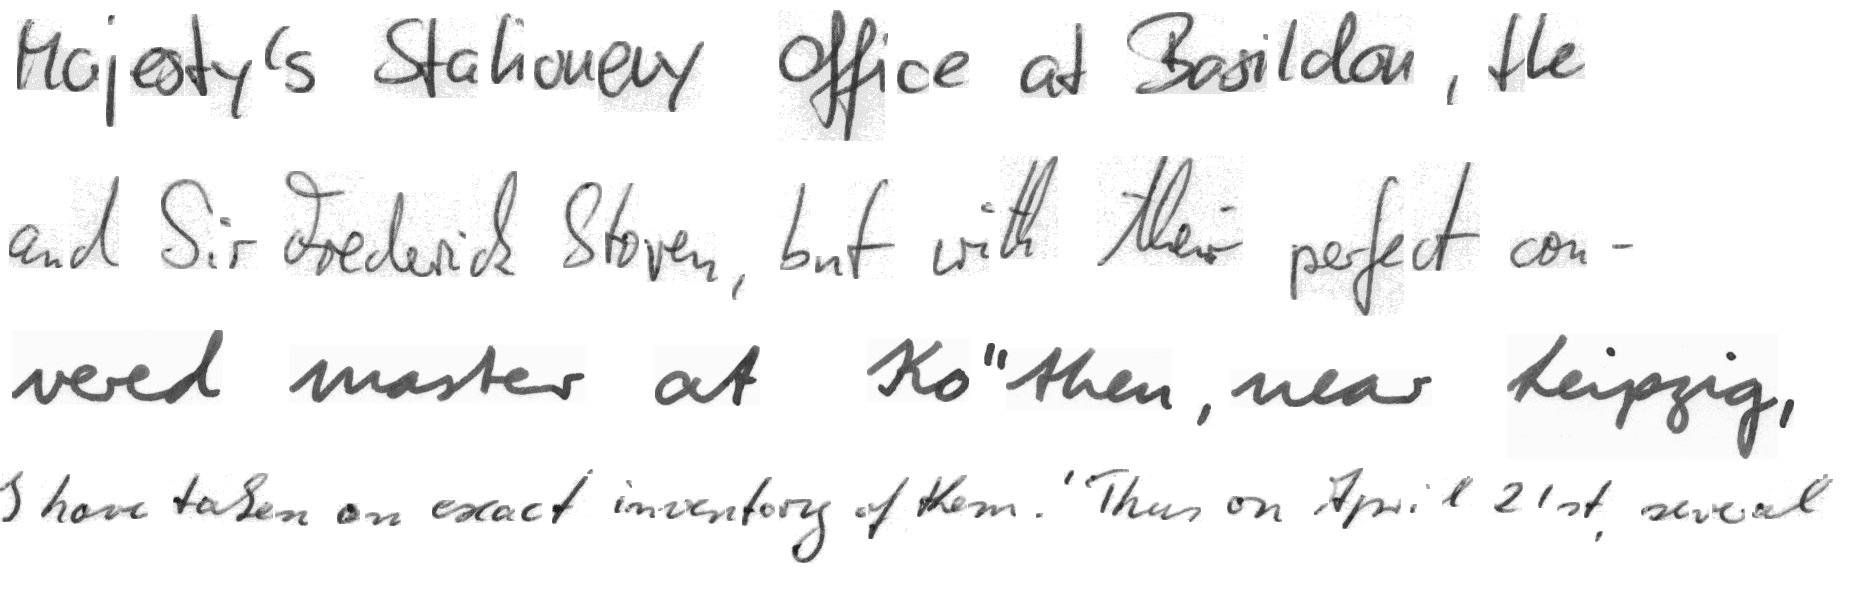 Majesty's Stationery Office at Basildon, the
and Sir Frederick Stoven, but with their perfect con-
vered master at Ko"then, near Leipzig,
I have taken an exact inventory of them.' Thus on April 21st, several